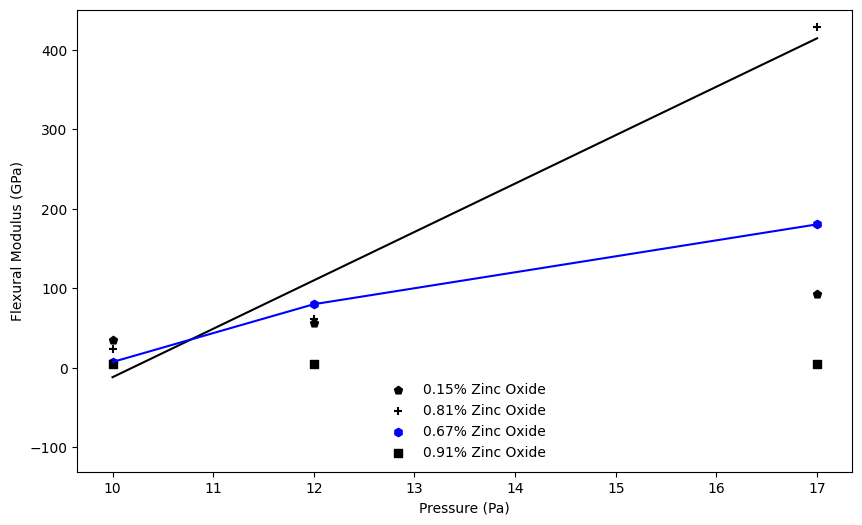 400
300
200
100
0
−100
Flexural Modulus (GPa)
0.15% Zinc Oxide
0.81% Zinc Oxide
0.67% Zinc Oxide
0.91% Zinc Oxide
10 11 12 13 14 15 16 17
Pressure (Pa)